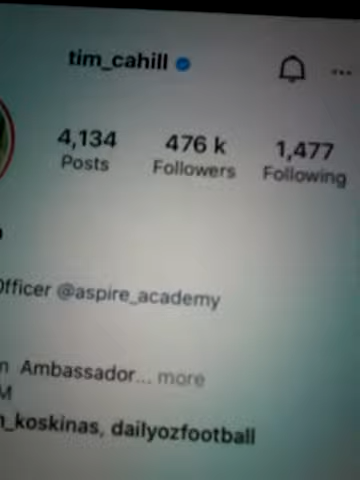 tim_cahill
4,134 476 k 1,477
Posts Followers Following
Officer @aspire_academy
Ambassador... more
M
_koskinas, dailyozfootball